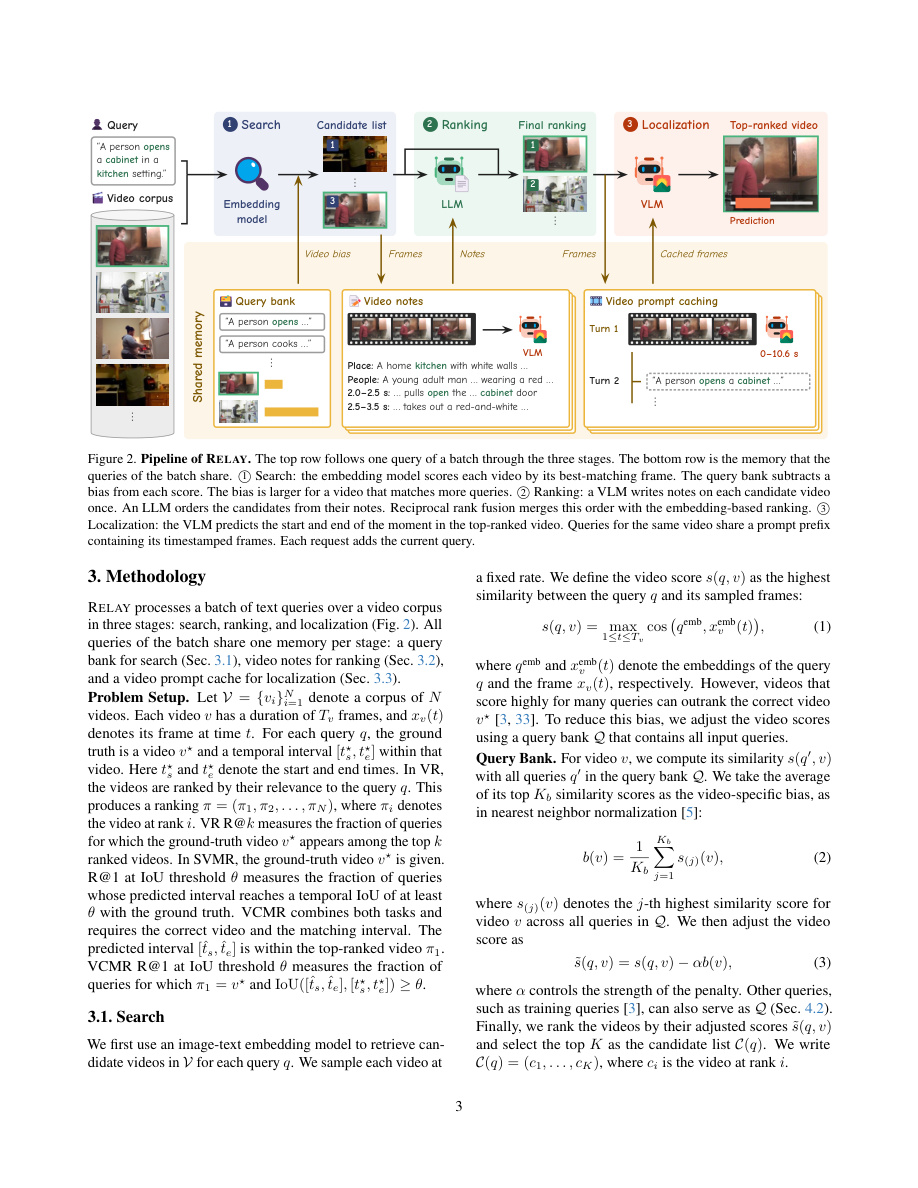 Query
"A person opens
a cabinet in a
kitchen setting."
Video corpus
⋮
1 Search
Candidate list
Embedding
model
1
⋮
3
2 Ranking
Final ranking
LLM
1
2
⋮
3 Localization
Top-ranked video
VLM
Prediction
Video bias
Frames
Notes
Frames
Cached frames
Shared memory
Query bank
"A person opens ..."
"A person cooks ..."
⋮
Video notes
VLM
Place: A home kitchen with white walls ...
People: A young adult man ... wearing a red ...
2.0–2.5 s: ... pulls open the ... cabinet door
2.5–3.5 s: ... takes out a red-and-white ...
Video prompt caching
Turn 1
0–10.6 s
Turn 2
"A person opens a cabinet ..."
⋮
Figure 2. Pipeline of RELAY. The top row follows one query of a batch through the three stages. The bottom row is the memory that the
queries of the batch share. ① Search: the embedding model scores each video by its best-matching frame. The query bank subtracts a
bias from each score. The bias is larger for a video that matches more queries. ② Ranking: a VLM writes notes on each candidate video
once. An LLM orders the candidates from their notes. Reciprocal rank fusion merges this order with the embedding-based ranking. ③
Localization: the VLM predicts the start and end of the moment in the top-ranked video. Queries for the same video share a prompt prefix
containing its timestamped frames. Each request adds the current query.
3. Methodology
RELAY processes a batch of text queries over a video corpus
in three stages: search, ranking, and localization (Fig. 2). All
queries of the batch share one memory per stage: a query
bank for search (Sec. 3.1), video notes for ranking (Sec. 3.2),
and a video prompt cache for localization (Sec. 3.3).
Problem Setup. Let 𝒱 = {v_i}_{i=1}^N denote a corpus of N
videos. Each video v has a duration of T_v frames, and x_v(t)
denotes its frame at time t. For each query q, the ground
truth is a video v⋆ and a temporal interval [t_s⋆, t_e⋆] within that
video. Here t_s⋆ and t_e⋆ denote the start and end times. In VR,
the videos are ranked by their relevance to the query q. This
produces a ranking π = (π_1, π_2, . . . , π_N), where π_i denotes
the video at rank i. VR R@k measures the fraction of queries
for which the ground-truth video v⋆ appears among the top k
ranked videos. In SVMR, the ground-truth video v⋆ is given.
R@1 at IoU threshold θ measures the fraction of queries
whose predicted interval reaches a temporal IoU of at least
θ with the ground truth. VCMR combines both tasks and
requires the correct video and the matching interval. The
predicted interval [t̂_s, t̂_e] is within the top-ranked video π_1.
VCMR R@1 at IoU threshold θ measures the fraction of
queries for which π_1 = v⋆ and IoU([t̂_s, t̂_e], [t_s⋆, t_e⋆]) ≥ θ.
3.1. Search
We first use an image-text embedding model to retrieve can-
didate videos in 𝒱 for each query q. We sample each video at
a fixed rate. We define the video score s(q, v) as the highest
similarity between the query q and its sampled frames:
s(q, v) = max_{1≤t≤T_v} cos (q^emb, x_v^emb(t)), (1)
where q^emb and x_v^emb(t) denote the embeddings of the query
q and the frame x_v(t), respectively. However, videos that
score highly for many queries can outrank the correct video
v⋆ [3, 33]. To reduce this bias, we adjust the video scores
using a query bank 𝒬 that contains all input queries.
Query Bank. For video v, we compute its similarity s(q′, v)
with all queries q′ in the query bank 𝒬. We take the average
of its top K_b similarity scores as the video-specific bias, as
in nearest neighbor normalization [5]:
b(v) = 1/K_b ∑_{j=1}^{K_b} s_(j)(v), (2)
where s_(j)(v) denotes the j-th highest similarity score for
video v across all queries in 𝒬. We then adjust the video
score as
s̃(q, v) = s(q, v) − αb(v), (3)
where α controls the strength of the penalty. Other queries,
such as training queries [3], can also serve as 𝒬 (Sec. 4.2).
Finally, we rank the videos by their adjusted scores s̃(q, v)
and select the top K as the candidate list 𝒞(q). We write
𝒞(q) = (c_1, . . . , c_K), where c_i is the video at rank i.
3